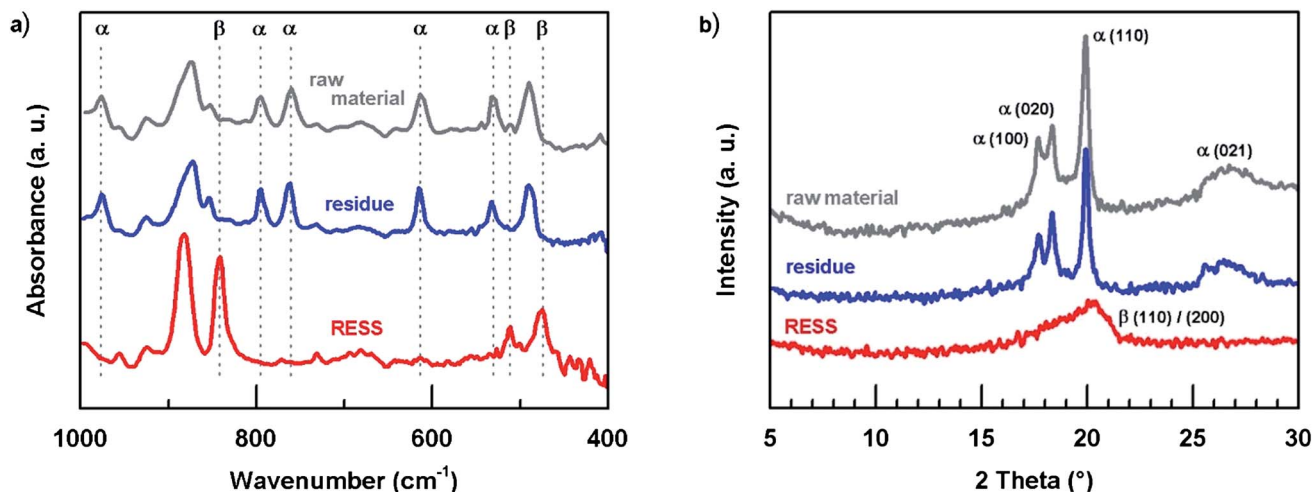 a)
α β α α α α β β
raw
material
residue
RESS
Absorbance (a. u.)
1000 800 600 400
Wavenumber (cm⁻¹)
b)
α (110)
α (020)
α (100)
α (021)
raw material
residue
RESS
β (110) / (200)
Intensity (a. u.)
5 10 15 20 25 30
2 Theta (°)